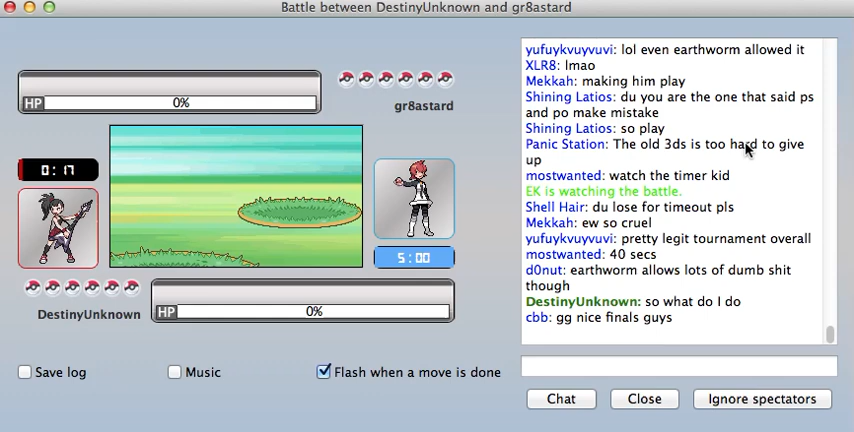 Battle between DestinyUnknown and gr8astard
HP 0%
gr8astard
0:17
5:00
DestinyUnknown
HP 0%
Save log
Music
Flash when a move is done
yufuykvuyvuvi: lol even earthworm allowed it
XLR8: lmao
Mekkah: making him play
Shining Latios: du you are the one that said ps
and po make mistake
Shining Latios: so play
Panic Station: The old 3ds is too hard to give
up
mostwanted: watch the timer kid
EK is watching the battle.
Shell Hair: du lose for timeout pls
Mekkah: ew so cruel
yufuykvuyvuvi: pretty legit tournament overall
mostwanted: 40 secs
d0nut: earthworm allows lots of dumb shit
though
DestinyUnknown: so what do I do
cbb: gg nice finals guys
Chat
Close
Ignore spectators